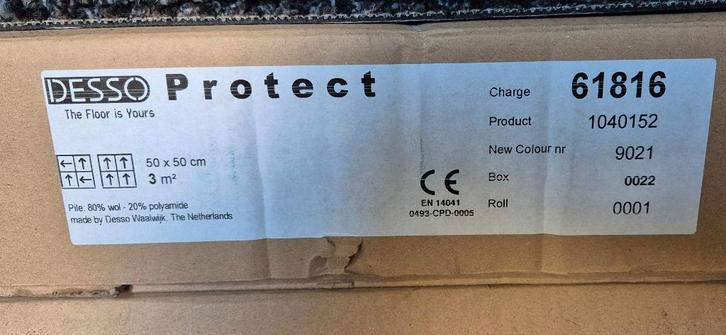 DESSO Protect
The Floor is Yours
50 x 50 cm
3 m²
Pile: 80% wol - 20% polyamide
made by Desso Waalwijk. The Netherlands
CE
EN 14041
0493-CPD-0005
Charge 61816
Product 1040152
New Colour nr 9021
Box 0022
Roll 0001